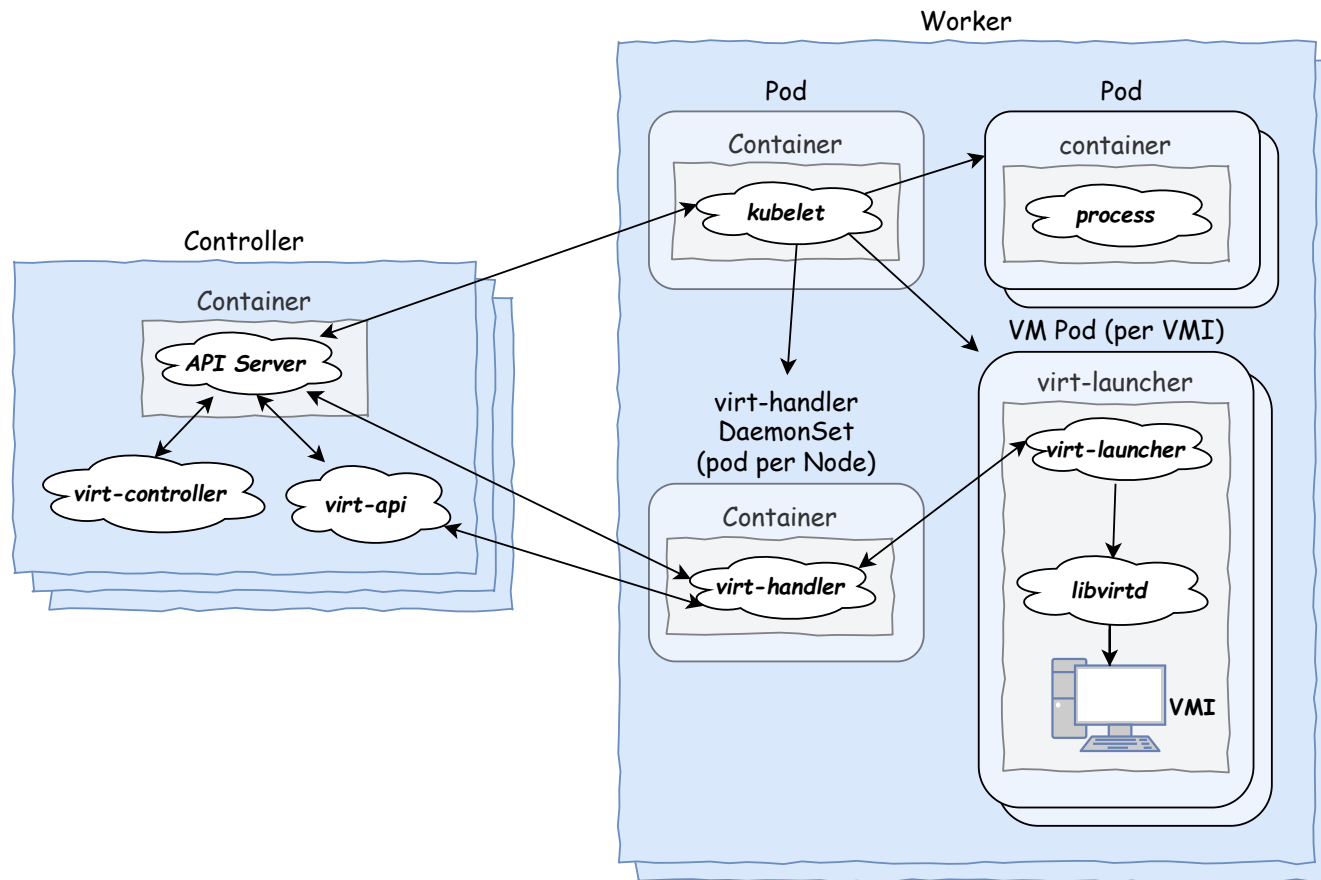 Worker
Pod
Container
kubelet
Pod
container
process
Controller
Container
API Server
virt-controller
virt-api
virt-handler
DaemonSet
(pod per Node)
Container
virt-handler
VM Pod (per VMI)
virt-launcher
virt-launcher
libvirtd
VMI